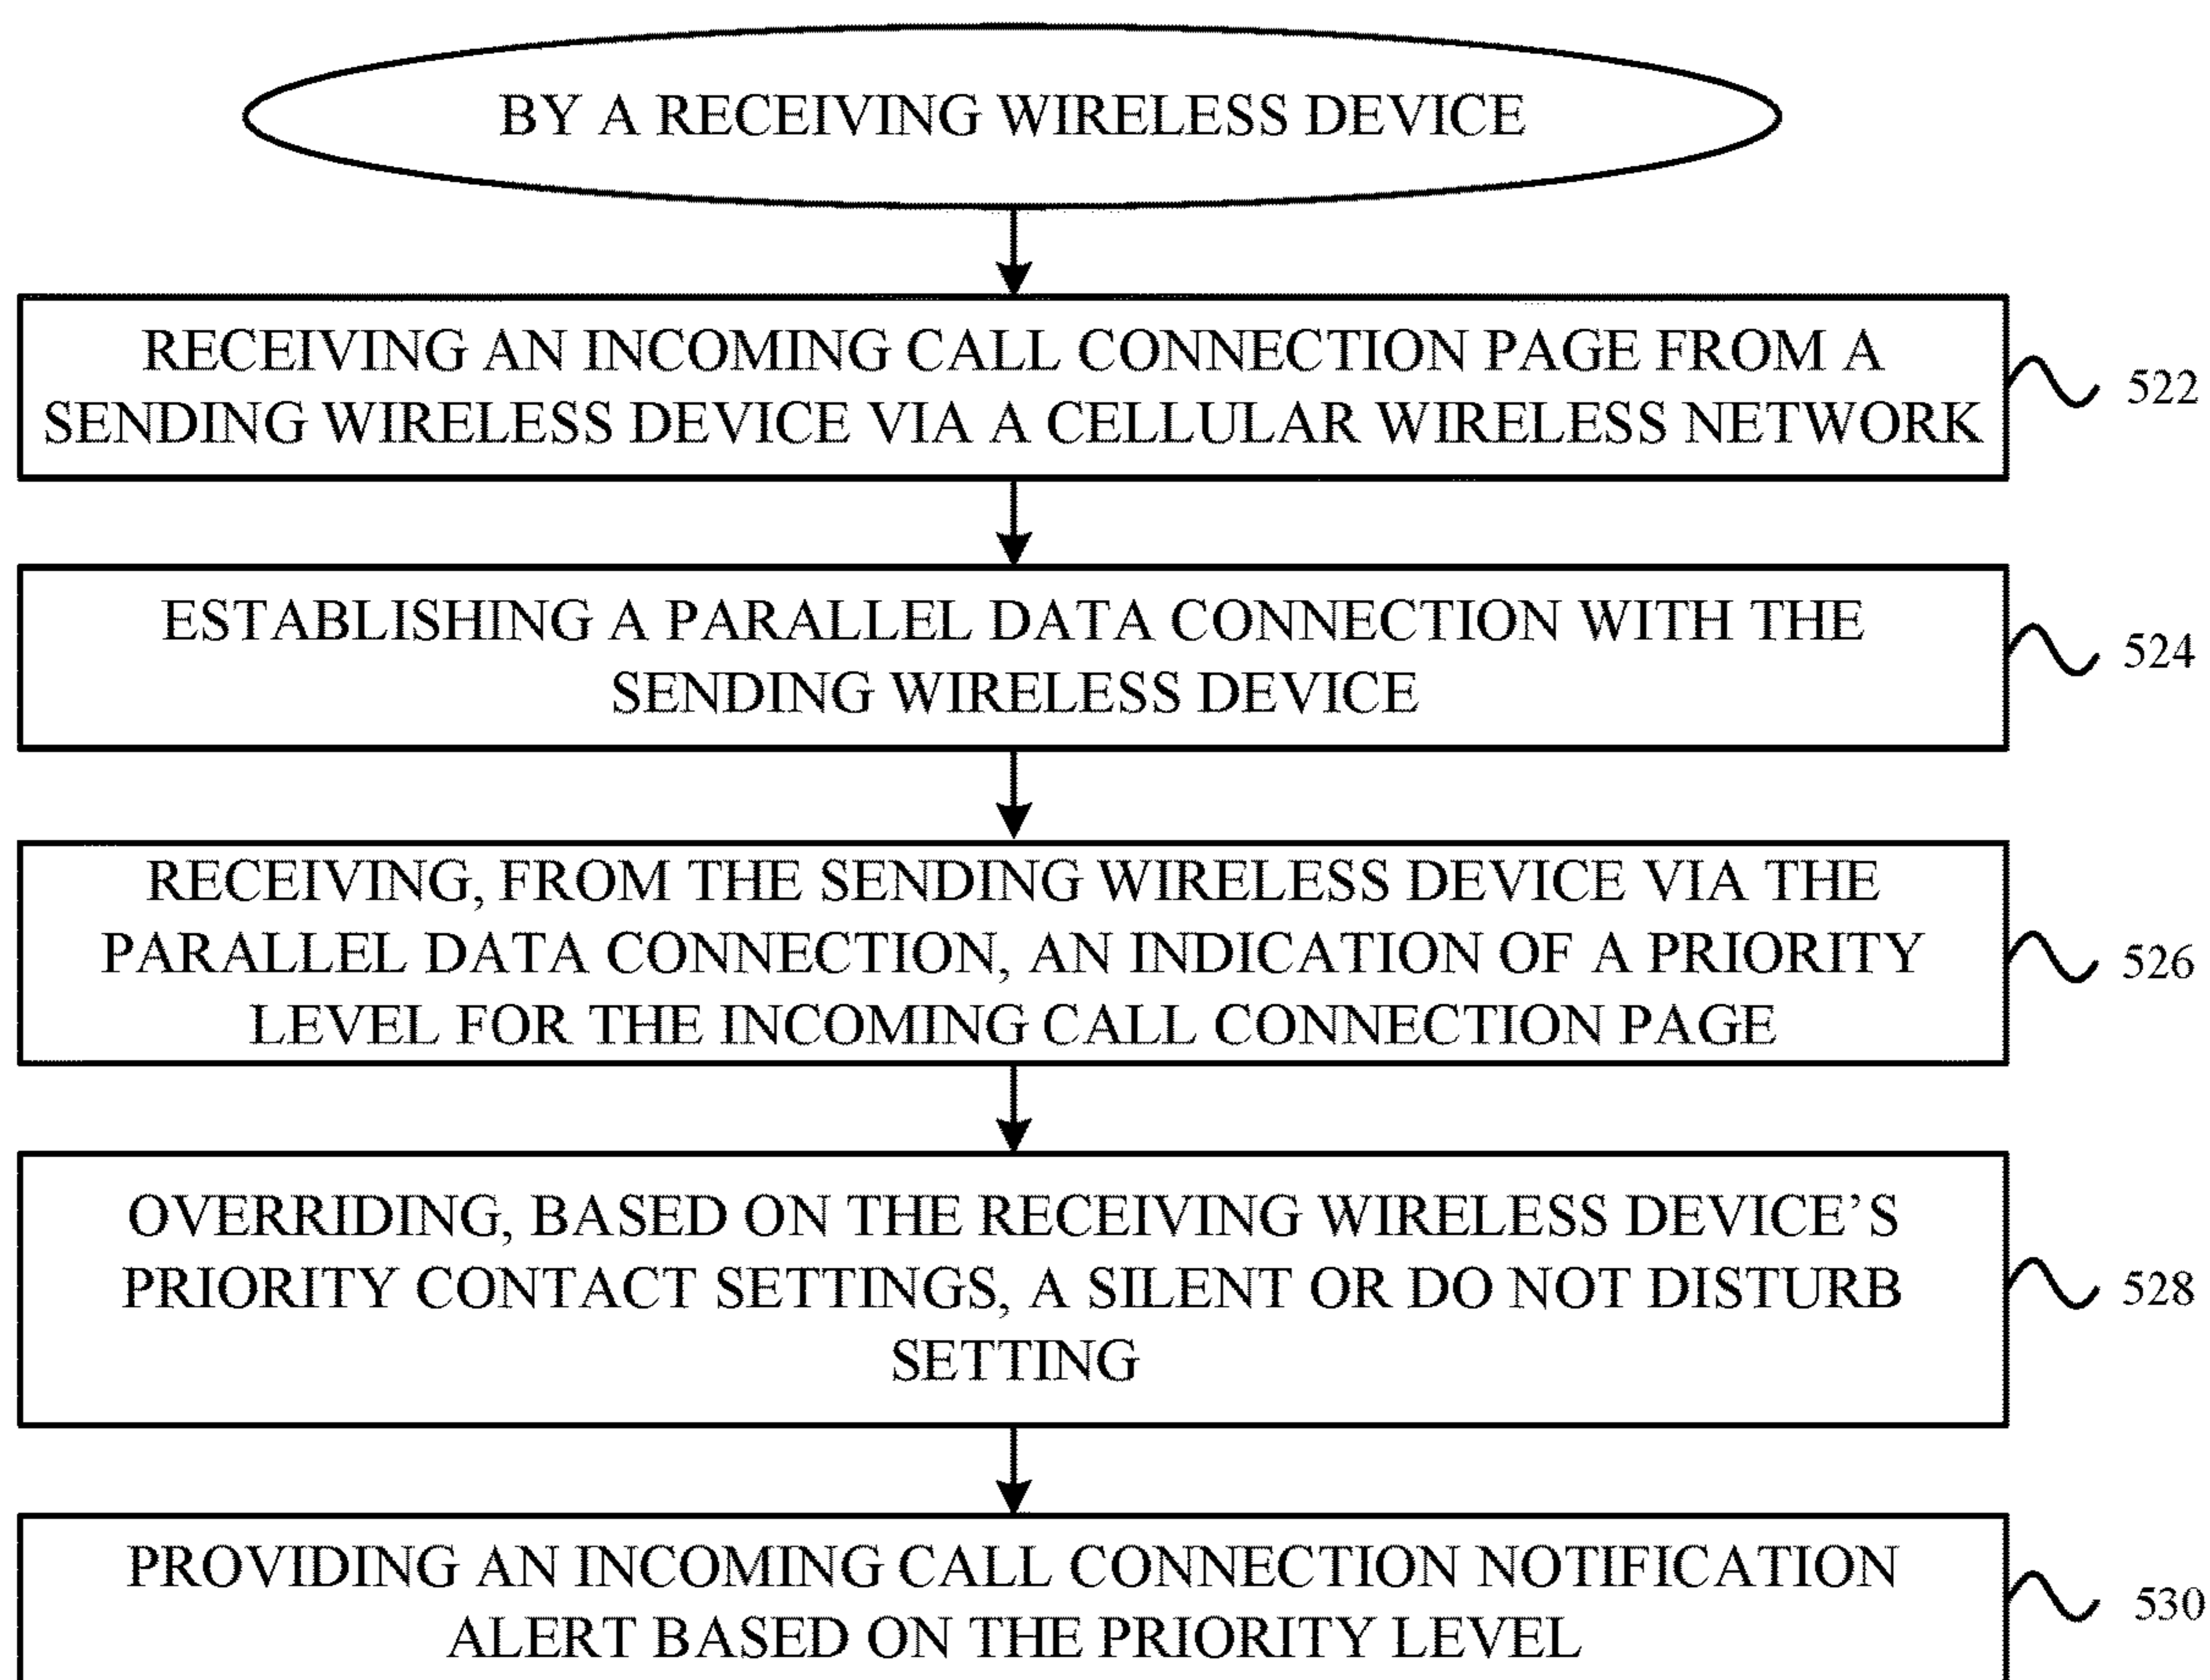 BY A RECEIVING WIRELESS DEVICE
RECEIVING AN INCOMING CALL CONNECTION PAGE FROM A
SENDING WIRELESS DEVICE VIA A CELLULAR WIRELESS NETWORK
522
ESTABLISHING A PARALLEL DATA CONNECTION WITH THE
SENDING WIRELESS DEVICE
524
RECEIVING, FROM THE SENDING WIRELESS DEVICE VIA THE
PARALLEL DATA CONNECTION, AN INDICATION OF A PRIORITY
LEVEL FOR THE INCOMING CALL CONNECTION PAGE
526
OVERRIDING, BASED ON THE RECEIVING WIRELESS DEVICE’S
PRIORITY CONTACT SETTINGS, A SILENT OR DO NOT DISTURB
SETTING
528
PROVIDING AN INCOMING CALL CONNECTION NOTIFICATION
ALERT BASED ON THE PRIORITY LEVEL
530